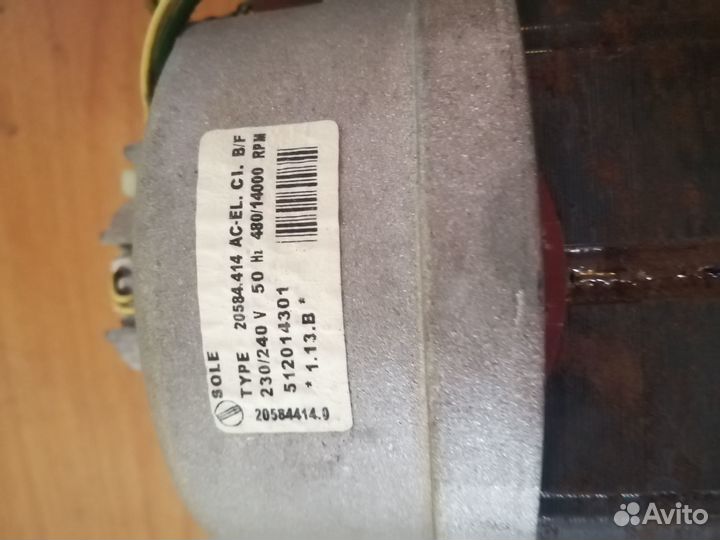 SOLE
TYPE 20584.414 AC-EL. Cl. B/F
230/240 V 50 Hz 480/14000 RPM
512014301
* 1.13.B *
20584414.0
Avito